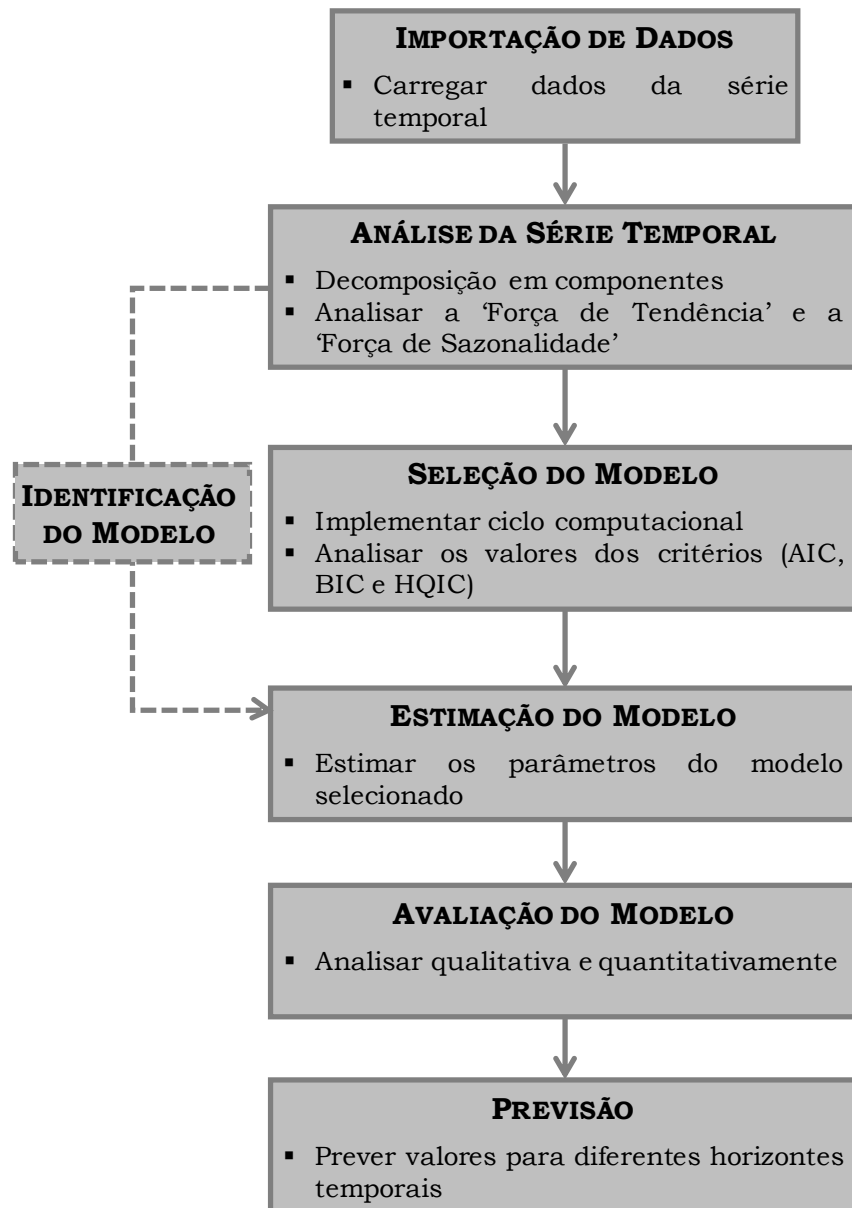 IMPORTAÇÃO DE DADOS
▪ Carregar dados da série
temporal
ANÁLISE DA SÉRIE TEMPORAL
▪ Decomposição em componentes
▪ Analisar a ‘Força de Tendência’ e a
‘Força de Sazonalidade’
IDENTIFICAÇÃO
DO MODELO
SELEÇÃO DO MODELO
▪ Implementar ciclo computacional
▪ Analisar os valores dos critérios (AIC,
BIC e HQIC)
ESTIMAÇÃO DO MODELO
▪ Estimar os parâmetros do modelo
selecionado
AVALIAÇÃO DO MODELO
▪ Analisar qualitativa e quantitativamente
PREVISÃO
▪ Prever valores para diferentes horizontes
temporais